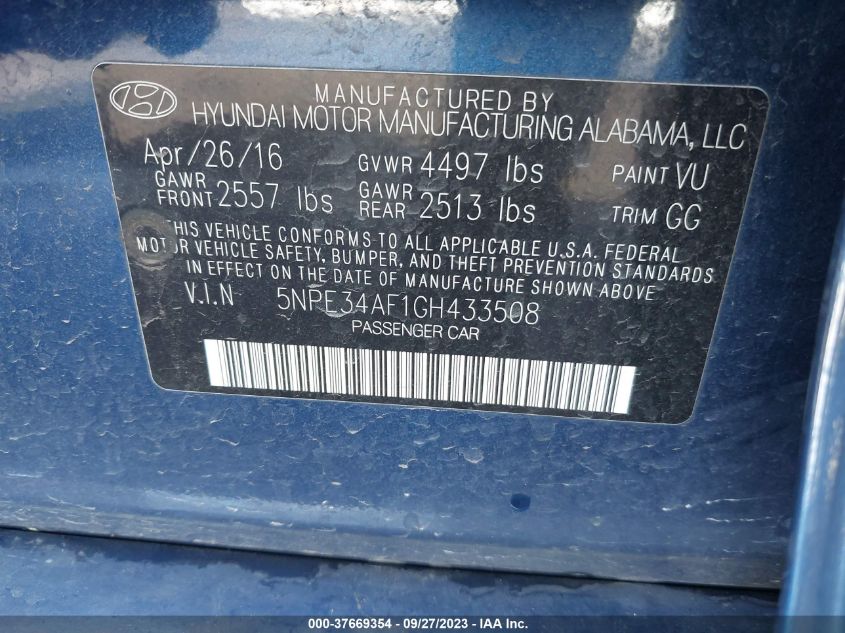 MANUFACTURED BY
HYUNDAI MOTOR MANUFACTURING ALABAMA, LLC
Apr/26/16 GVWR 4497 lbs PAINT VU
GAWR FRONT 2557 lbs GAWR REAR 2513 lbs TRIM GG
THIS VEHICLE CONFORMS TO ALL APPLICABLE U.S.A. FEDERAL
MOTOR VEHICLE SAFETY, BUMPER, AND THEFT PREVENTION STANDARDS
IN EFFECT ON THE DATE OF MANUFACTURE SHOWN ABOVE
V.I.N 5NPE34AF1GH433508
PASSENGER CAR
000-37669354 - 09/27/2023 - IAA, Inc.